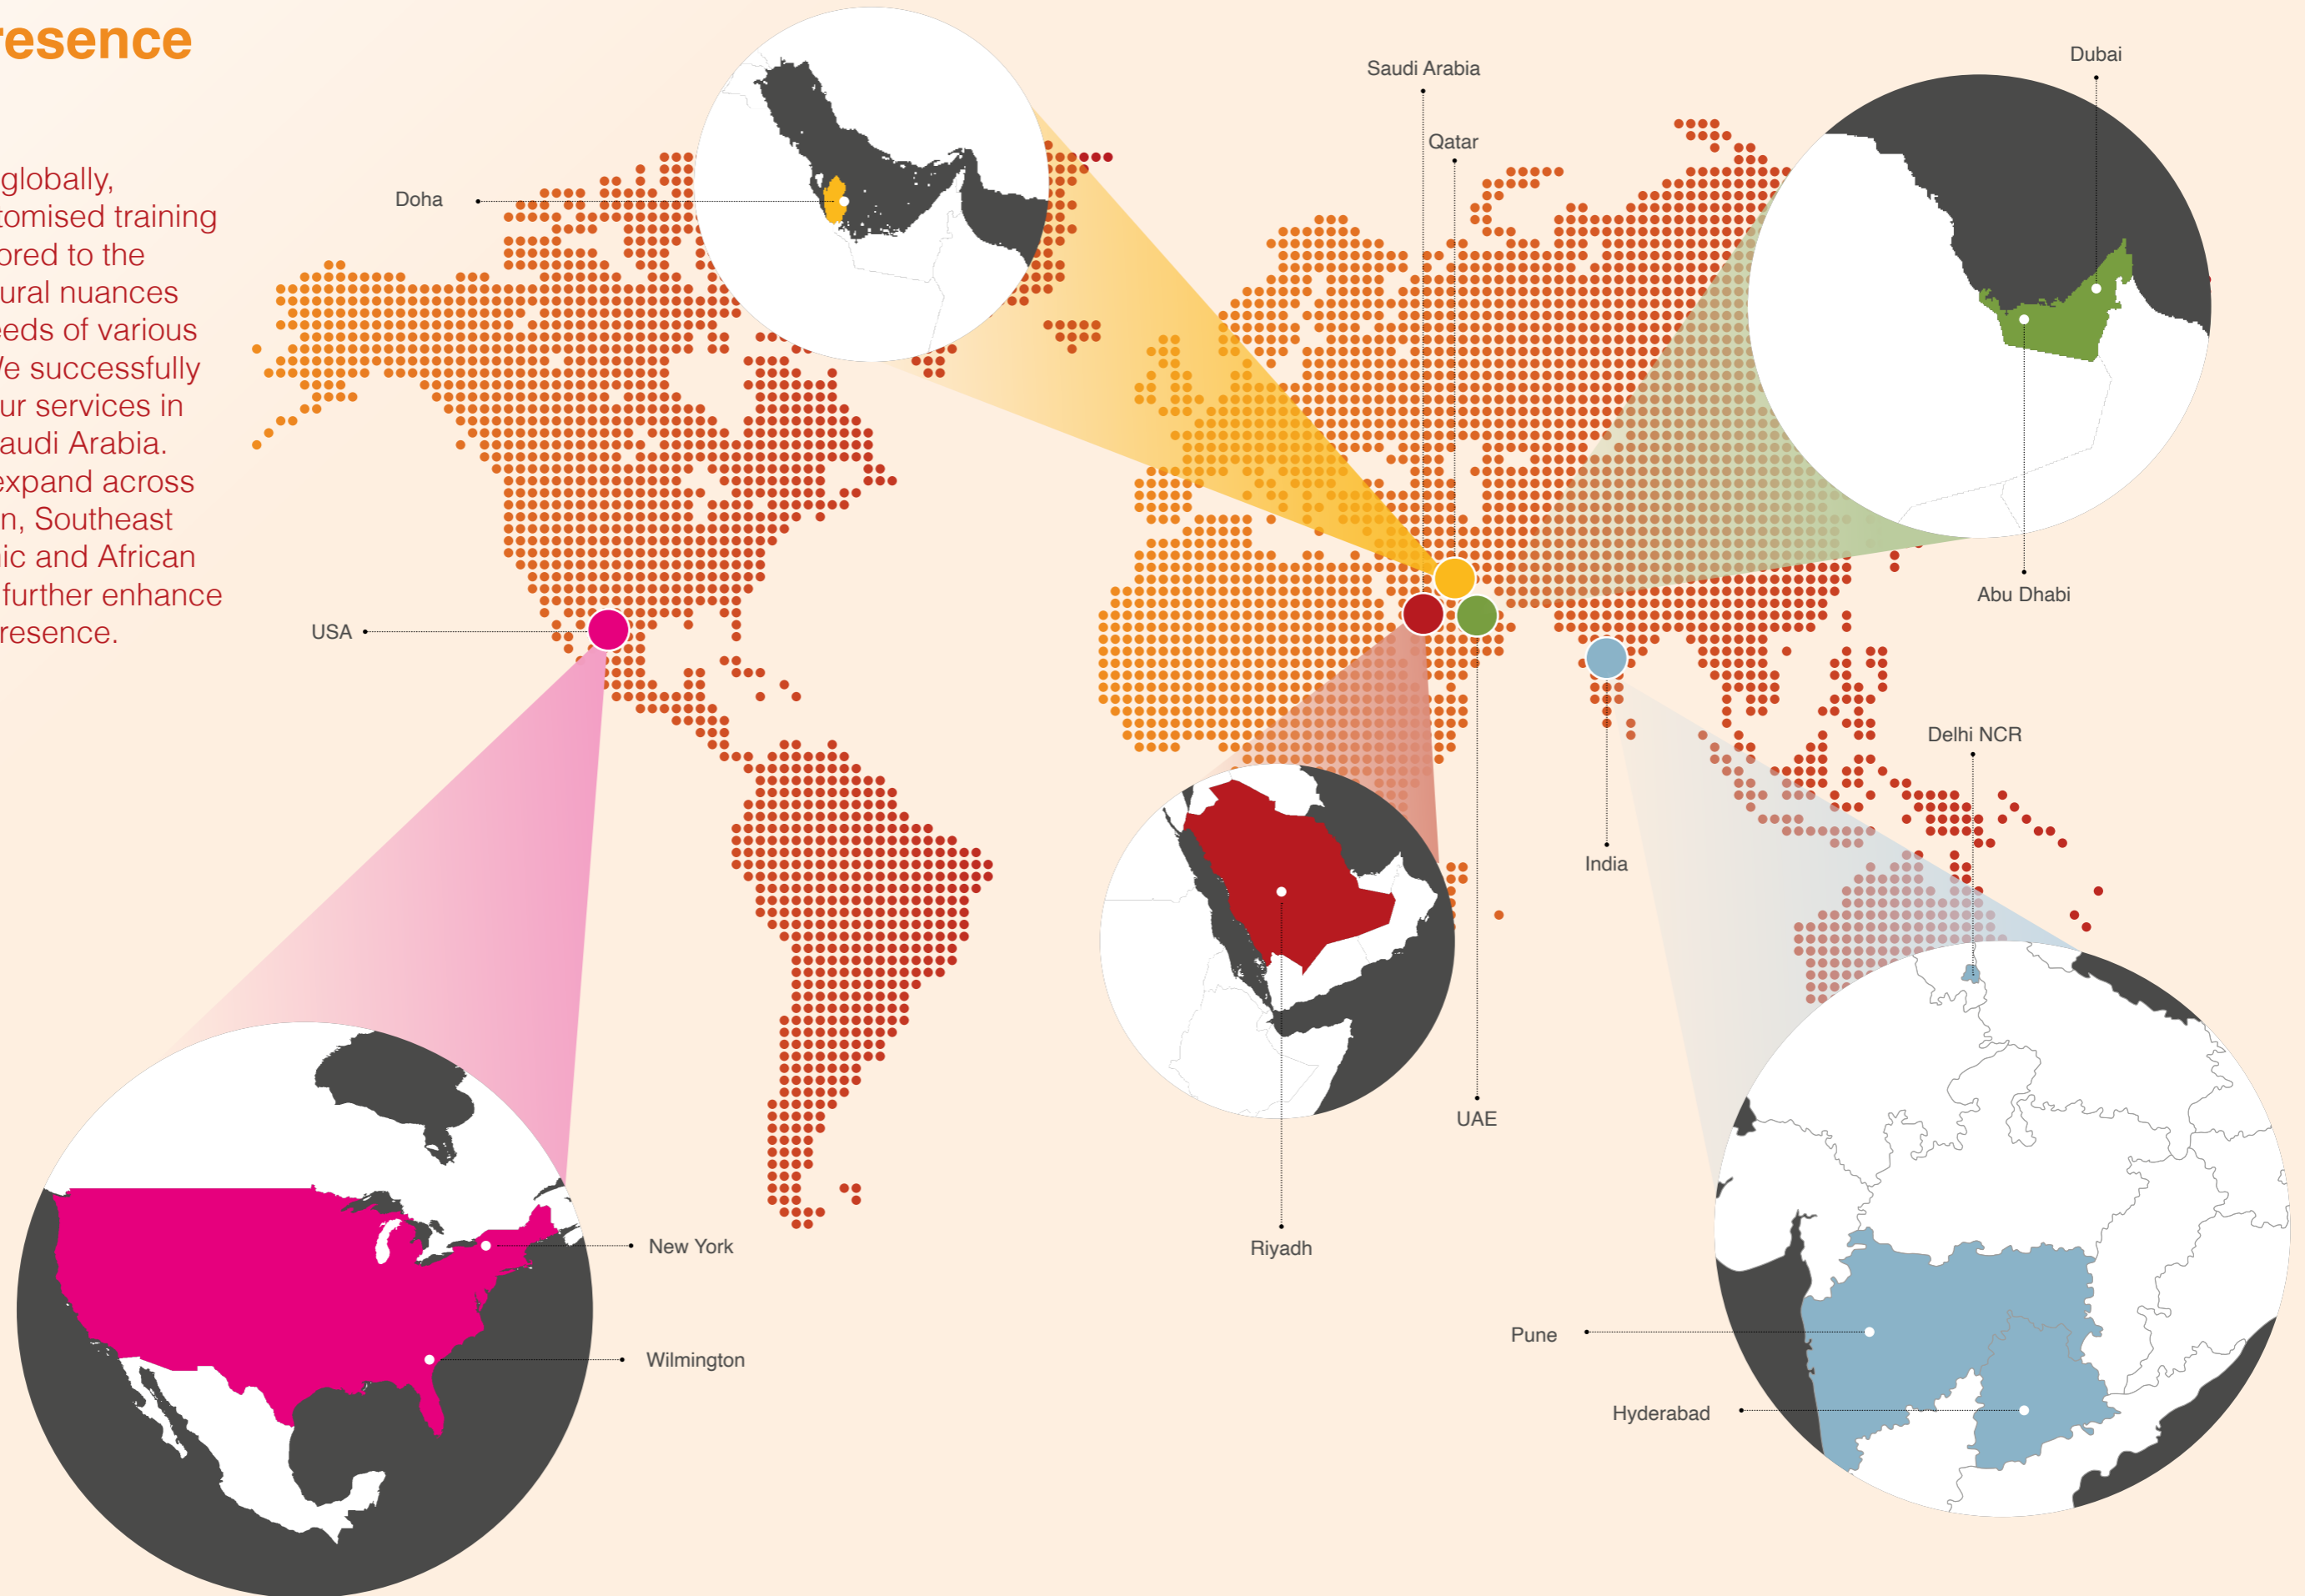 resence
globally,
tomised training
ored to the
ural nuances
eeds of various
We successfully
ur services in
audi Arabia.
expand across
n, Southeast
ic and African
further enhance
resence.
Saudi Arabia
Qatar
Dubai
Doha
USA
Abu Dhabi
Delhi NCR
India
UAE
New York
Riyadh
Pune
Wilmington
Hyderabad